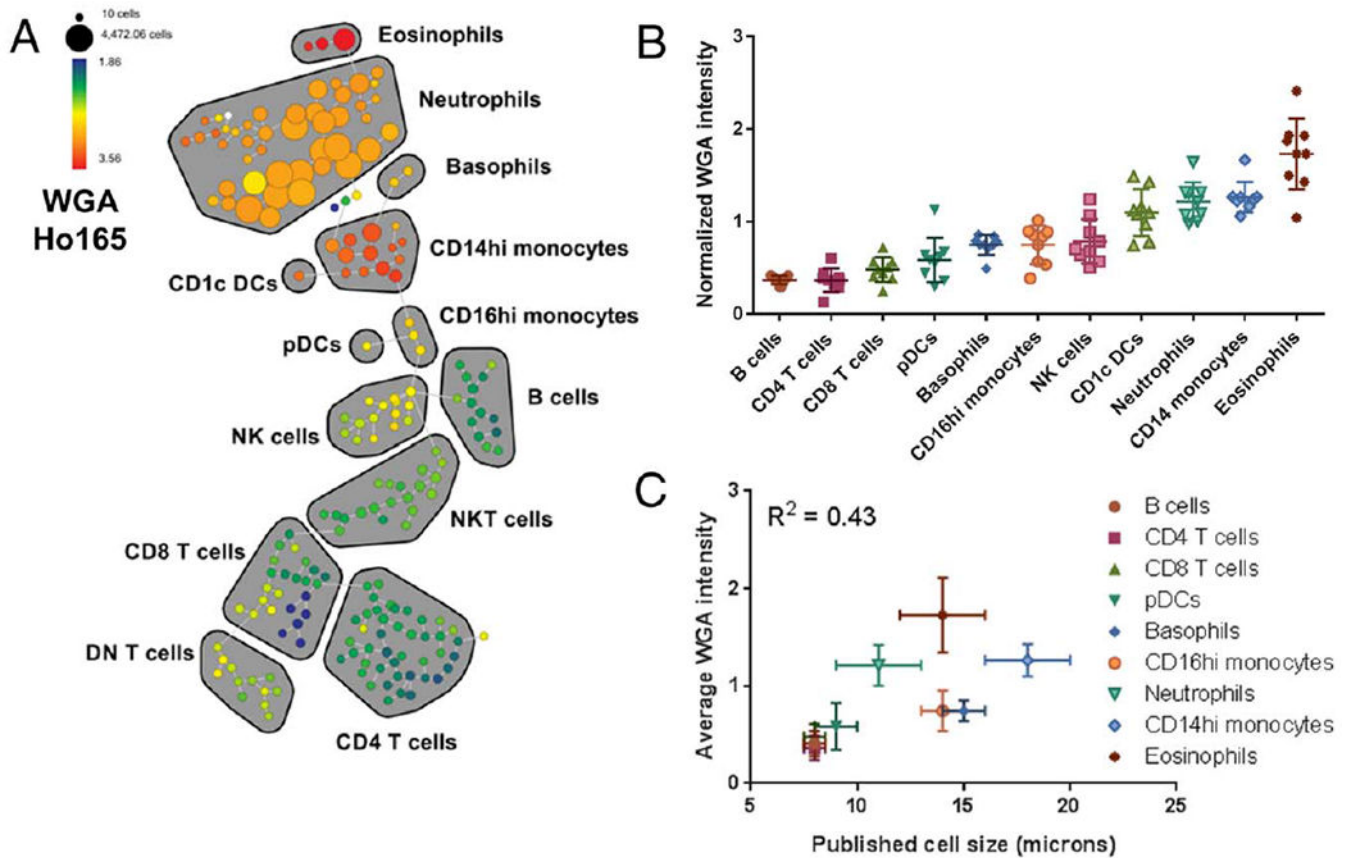 A
10 cells
4,472.06 cells
1.86
3.56
WGA
Ho165
Eosinophils
Neutrophils
Basophils
CD14hi monocytes
CD1c DCs
CD16hi monocytes
pDCs
B cells
NK cells
NKT cells
CD8 T cells
DN T cells
CD4 T cells
B
Normalized WGA intensity
3
2
1
0
B cells
CD4 T cells
CD8 T cells
pDCs
Basophils
CD16hi monocytes
NK cells
CD1c DCs
Neutrophils
CD14 monocytes
Eosinophils
C
Average WGA intensity
3
2
1
0
R² = 0.43
5
10
15
20
25
Published cell size (microns)
B cells
CD4 T cells
CD8 T cells
pDCs
Basophils
CD16hi monocytes
Neutrophils
CD14hi monocytes
Eosinophils